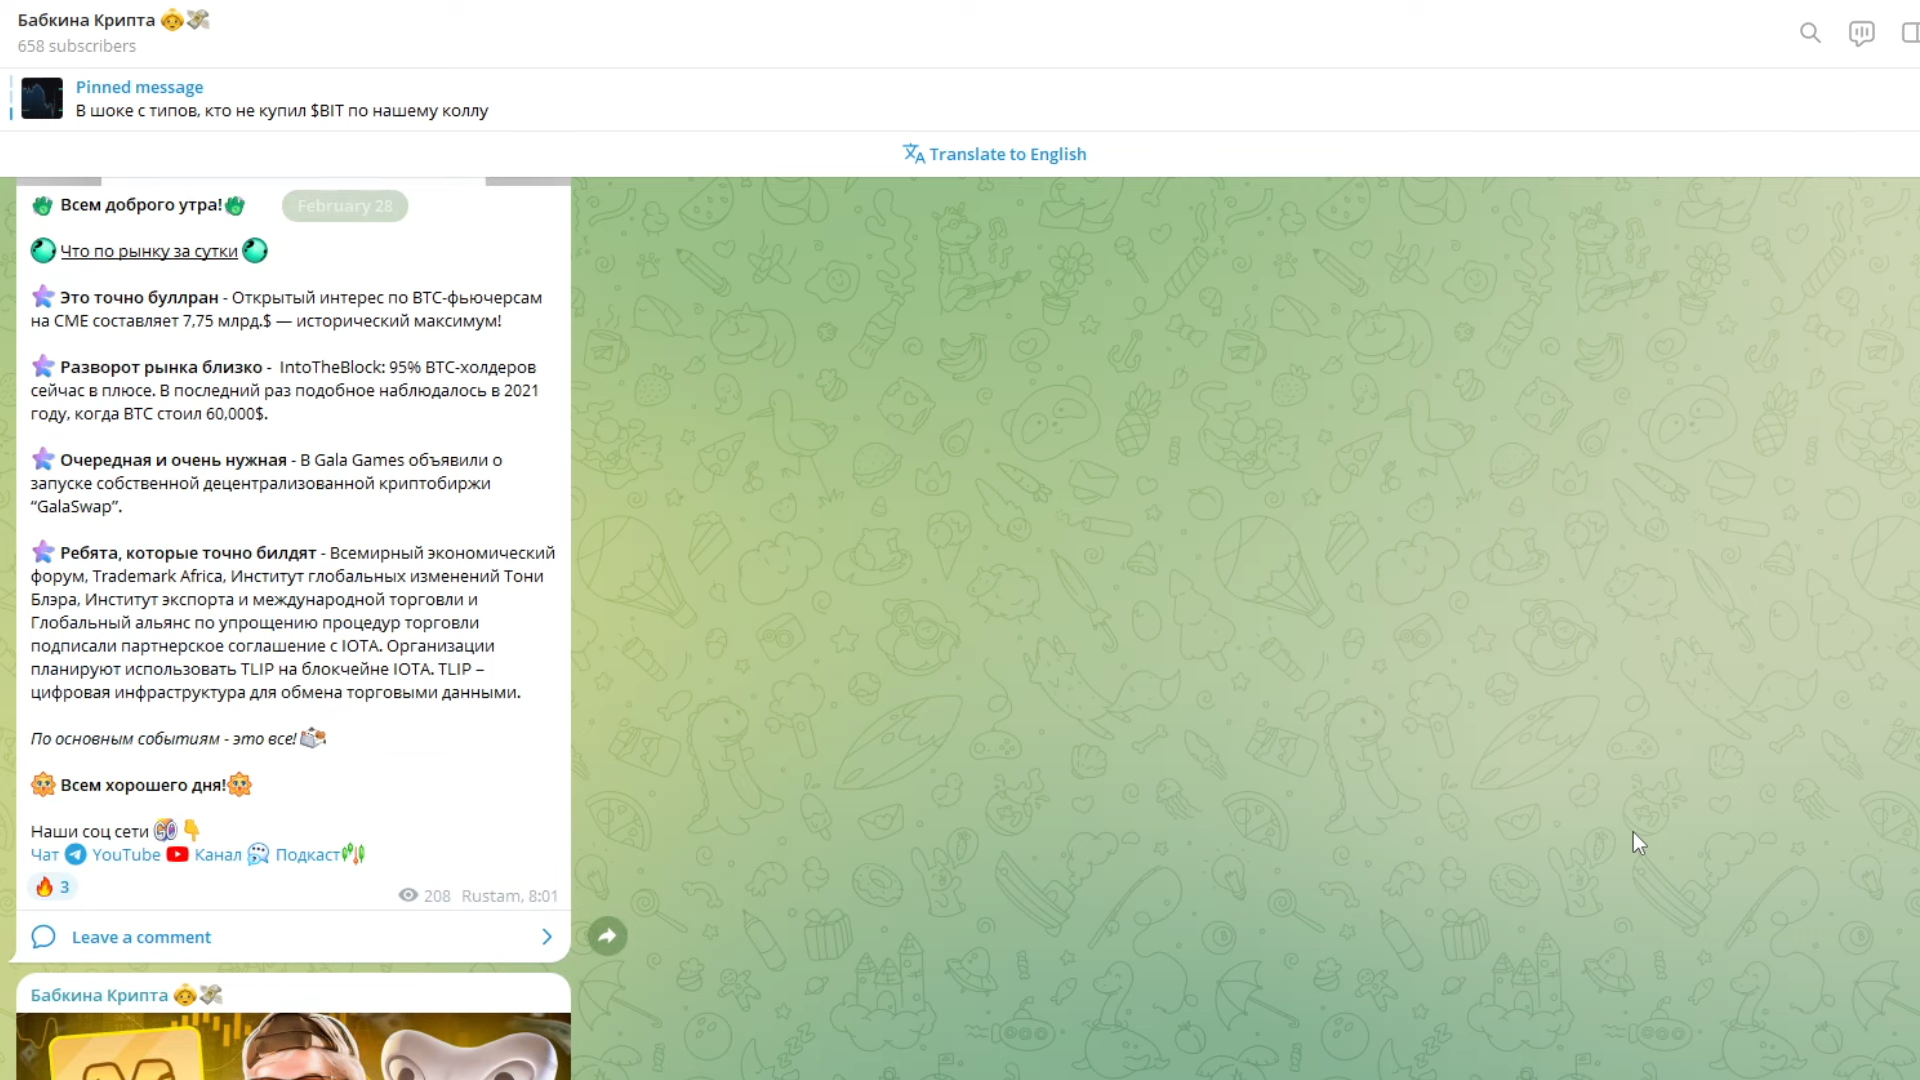 Бабкина Крипта
658 subscribers
Pinned message
В шоке с типов, кто не купил $BIT по нашему коллу
Translate to English
Всем доброго утра!
February 28
Что по рынку за сутки
Это точно буллран - Открытый интерес по BTC-фьючерсам
на CME составляет 7,75 млрд.$ — исторический максимум!
Разворот рынка близко - IntoTheBlock: 95% BTC-холдеров
сейчас в плюсе. В последний раз подобное наблюдалось в 2021
году, когда BTC стоил 60,000$.
Очередная и очень нужная - В Gala Games объявили о
запуске собственной децентрализованной криптобиржи
“GalaSwap”.
Ребята, которые точно билдят - Всемирный экономический
форум, Trademark Africa, Институт глобальных изменений Тони
Блэра, Институт экспорта и международной торговли и
Глобальный альянс по упрощению процедур торговли
подписали партнерское соглашение с IOTA. Организации
планируют использовать TLIP на блокчейне IOTA. TLIP –
цифровая инфраструктура для обмена торговыми данными.
По основным событиям - это все!
Всем хорошего дня!
Наши соц сети
Чат YouTube Канал Подкаст
3
208 Rustam, 8:01
Leave a comment
Бабкина Крипта